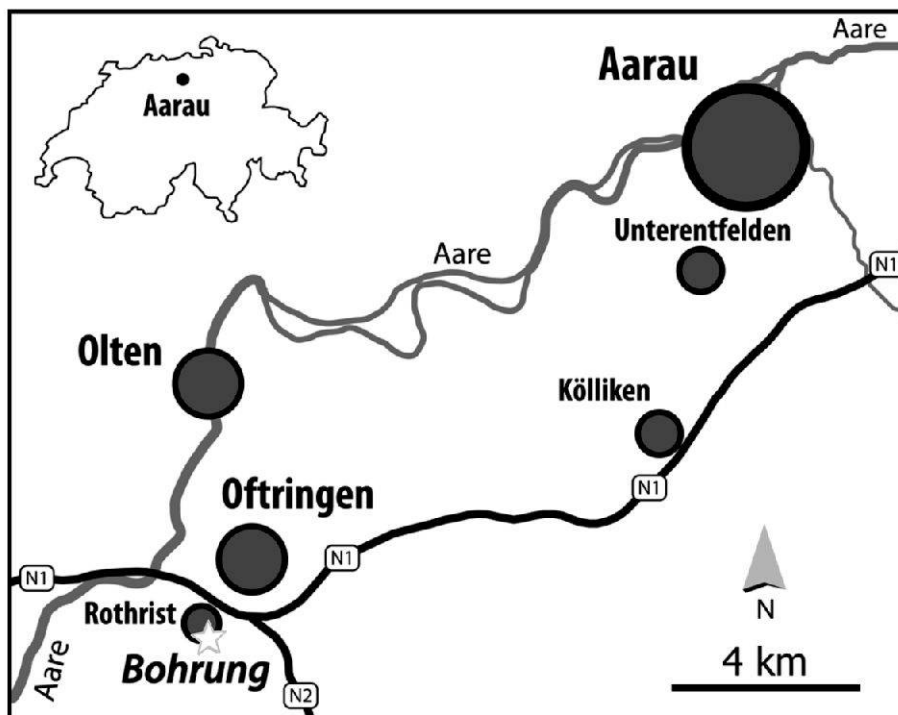 Aare
Aarau
Aarau
Unterentfelden
Aare
N1
Olten
Kölliken
N1
Oftringen
N1
N1
Rothrist
N
Bohrung
4 km
Aare
N2